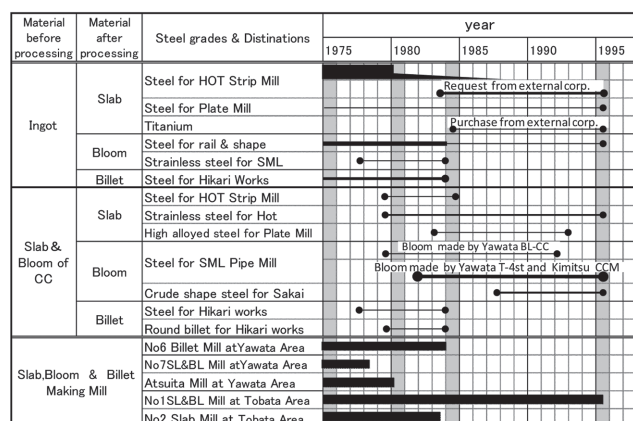 Material before processing
Material after processing
Steel grades & Distinations
year
1975 1980 1985 1990 1995
Ingot
Slab
Steel for HOT Strip Mill
Request from external corp.
Steel for Plate Mill
Titanium
Purchase from external corp.
Bloom
Steel for rail & shape
Strainless steel for SML
Billet
Steel for Hikari Works
Slab & Bloom of CC
Slab
Steel for HOT Strip Mill
Strainless steel for Hot
High alloyed steel for Plate Mill
Bloom
Steel for SML Pipe Mill
Bloom made by Yawata BL-CC
Bloom made by Yawata T-4st and Kimitsu CCM
Crude shape steel for Sakai
Billet
Steel for Hikari works
Round billet for Hikari works
Slab,Bloom & Billet Making Mill
No6 Billet Mill atYawata Area
No7SL&BL Mill atYawata Area
Atsuita Mill at Yawata Area
No1SL&BL Mill at Tobata Area
No2 Slab Mill at Tobata Area